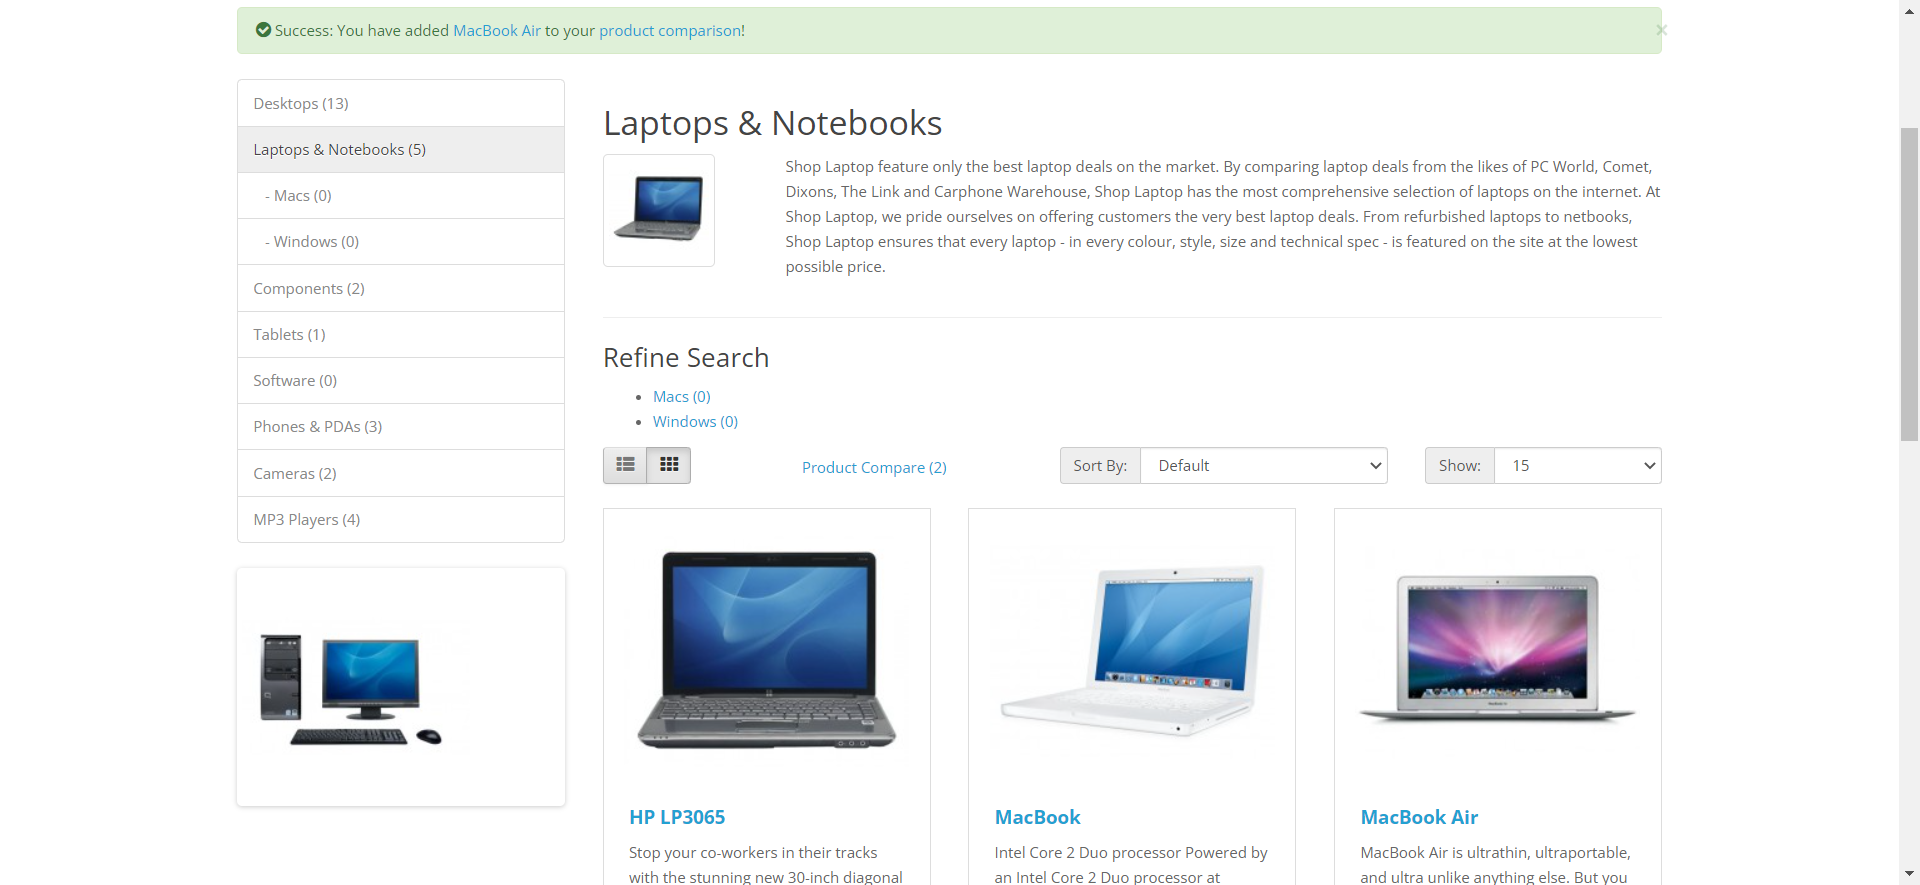 Success: You have added MacBook Air to your product comparison!
×
Desktops (13)
Laptops & Notebooks (5)
- Macs (0)
- Windows (0)
Components (2)
Tablets (1)
Software (0)
Phones & PDAs (3)
Cameras (2)
MP3 Players (4)
Laptops & Notebooks
Shop Laptop feature only the best laptop deals on the market. By comparing laptop deals from the likes of PC World, Comet,
Dixons, The Link and Carphone Warehouse, Shop Laptop has the most comprehensive selection of laptops on the internet. At
Shop Laptop, we pride ourselves on offering customers the very best laptop deals. From refurbished laptops to netbooks,
Shop Laptop ensures that every laptop - in every colour, style, size and technical spec - is featured on the site at the lowest
possible price.
Refine Search
Macs (0)
Windows (0)
Product Compare (2)
Sort By: Default
Show: 15
HP LP3065
Stop your co-workers in their tracks
with the stunning new 30-inch diagonal
MacBook
Intel Core 2 Duo processor Powered by
an Intel Core 2 Duo processor at
MacBook Air
MacBook Air is ultrathin, ultraportable,
and ultra unlike anything else. But you